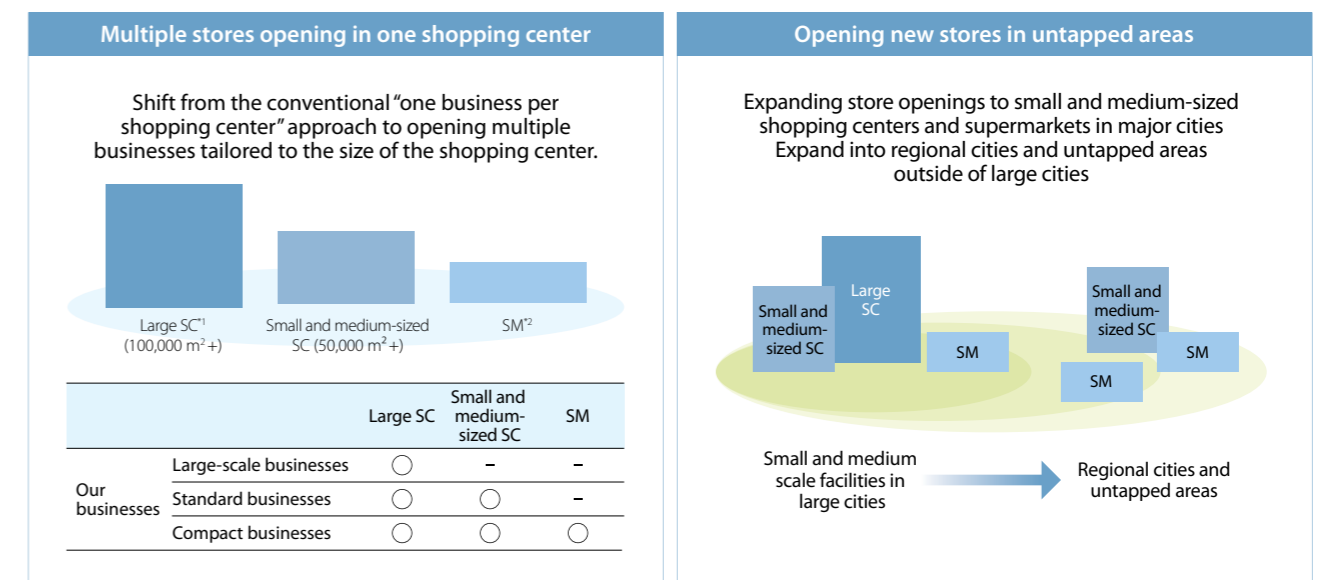 Multiple stores opening in one shopping center
Shift from the conventional “one business per
shopping center” approach to opening multiple
businesses tailored to the size of the shopping center.
Large SC*1
(100,000 m2+)
Small and medium-sized
SC (50,000 m²+)
SM*2
Large SC
Small and
medium-
sized SC
SM
Our
businesses
Large-scale businesses ○ – –
Standard businesses ○ ○ –
Compact businesses ○ ○ ○
Opening new stores in untapped areas
Expanding store openings to small and medium-sized
shopping centers and supermarkets in major cities
Expand into regional cities and untapped areas
outside of large cities
Small and
medium-
sized SC
Large
SC
SM
Small and
medium-
sized SC
SM
SM
Small and medium
scale facilities in
large cities
Regional cities and
untapped areas